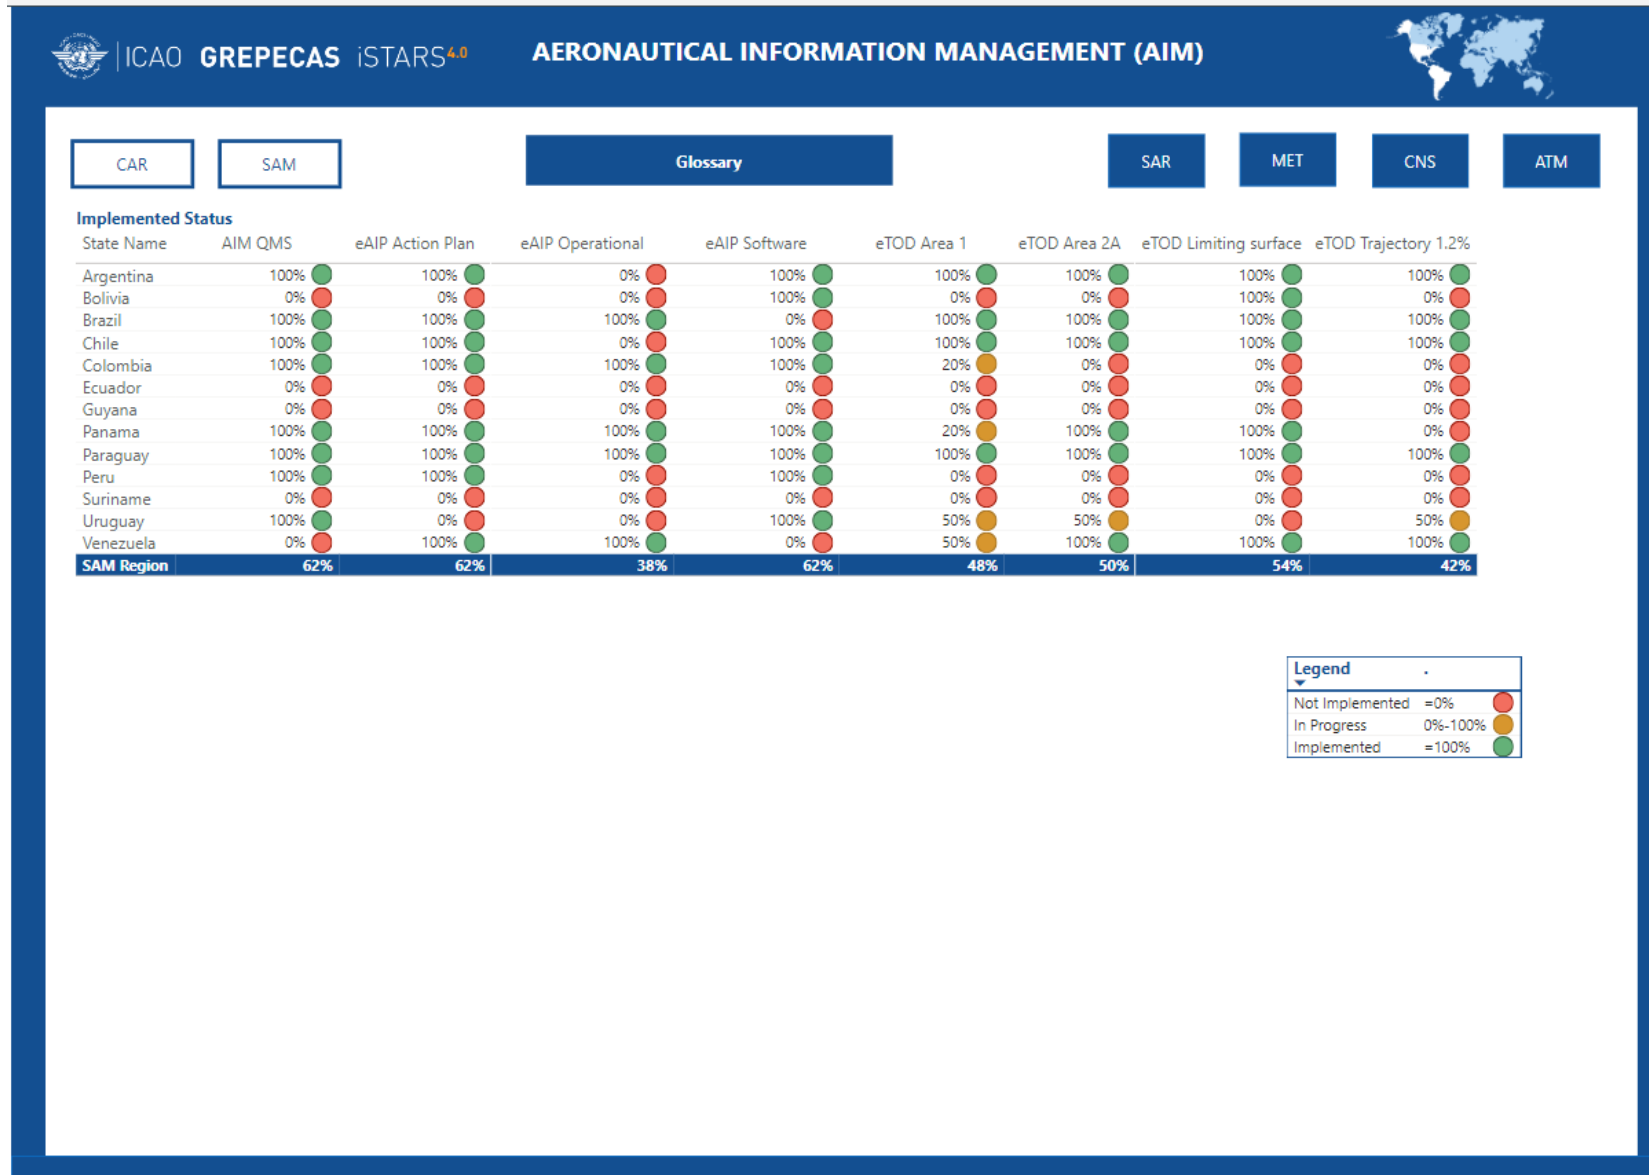 ICAO GREPECAS iSTARS4.0
AERONAUTICAL INFORMATION MANAGEMENT (AIM)
CAR SAM Glossary SAR MET CNS ATM
Implemented Status
State Name AIM QMS eAIP Action Plan eAIP Operational eAIP Software eTOD Area 1 eTOD Area 2A eTOD Limiting surface eTOD Trajectory 1.2%
Argentina 100% 100% 0% 100% 100% 100% 100% 100%
Bolivia 0% 0% 0% 100% 0% 0% 100% 0%
Brazil 100% 100% 100% 0% 100% 100% 100% 100%
Chile 100% 100% 0% 100% 100% 100% 100% 100%
Colombia 100% 100% 100% 100% 20% 0% 0% 0%
Ecuador 0% 0% 0% 0% 0% 0% 0% 0%
Guyana 0% 0% 0% 0% 0% 0% 0% 0%
Panama 100% 100% 100% 100% 20% 100% 100% 0%
Paraguay 100% 100% 100% 100% 100% 100% 100% 100%
Peru 100% 100% 0% 100% 0% 0% 0% 0%
Suriname 0% 0% 0% 0% 0% 0% 0% 0%
Uruguay 100% 0% 0% 100% 50% 50% 0% 50%
Venezuela 0% 100% 100% 0% 50% 100% 100% 100%
SAM Region 62% 62% 38% 62% 48% 50% 54% 42%
Legend .
Not Implemented =0%
In Progress 0%-100%
Implemented =100%